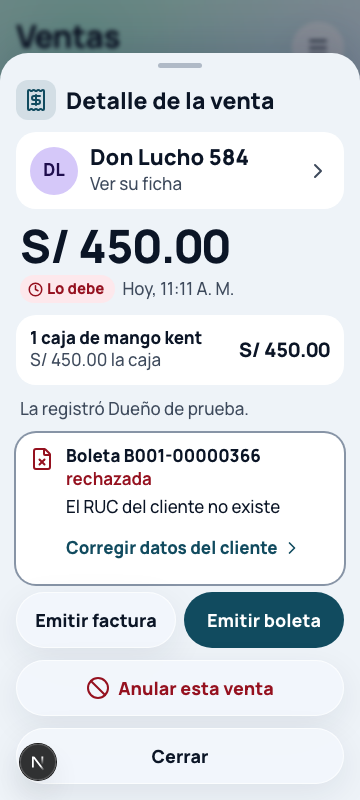 Ventas
Detalle de la venta
DL
Don Lucho 584
Ver su ficha
S/ 450.00
Lo debe
Hoy, 11:11 A. M.
1 caja de mango kent
S/ 450.00 la caja
S/ 450.00
La registró Dueño de prueba.
Boleta B001-00000366
rechazada
El RUC del cliente no existe
Corregir datos del cliente
Emitir factura
Emitir boleta
Anular esta venta
N
Cerrar